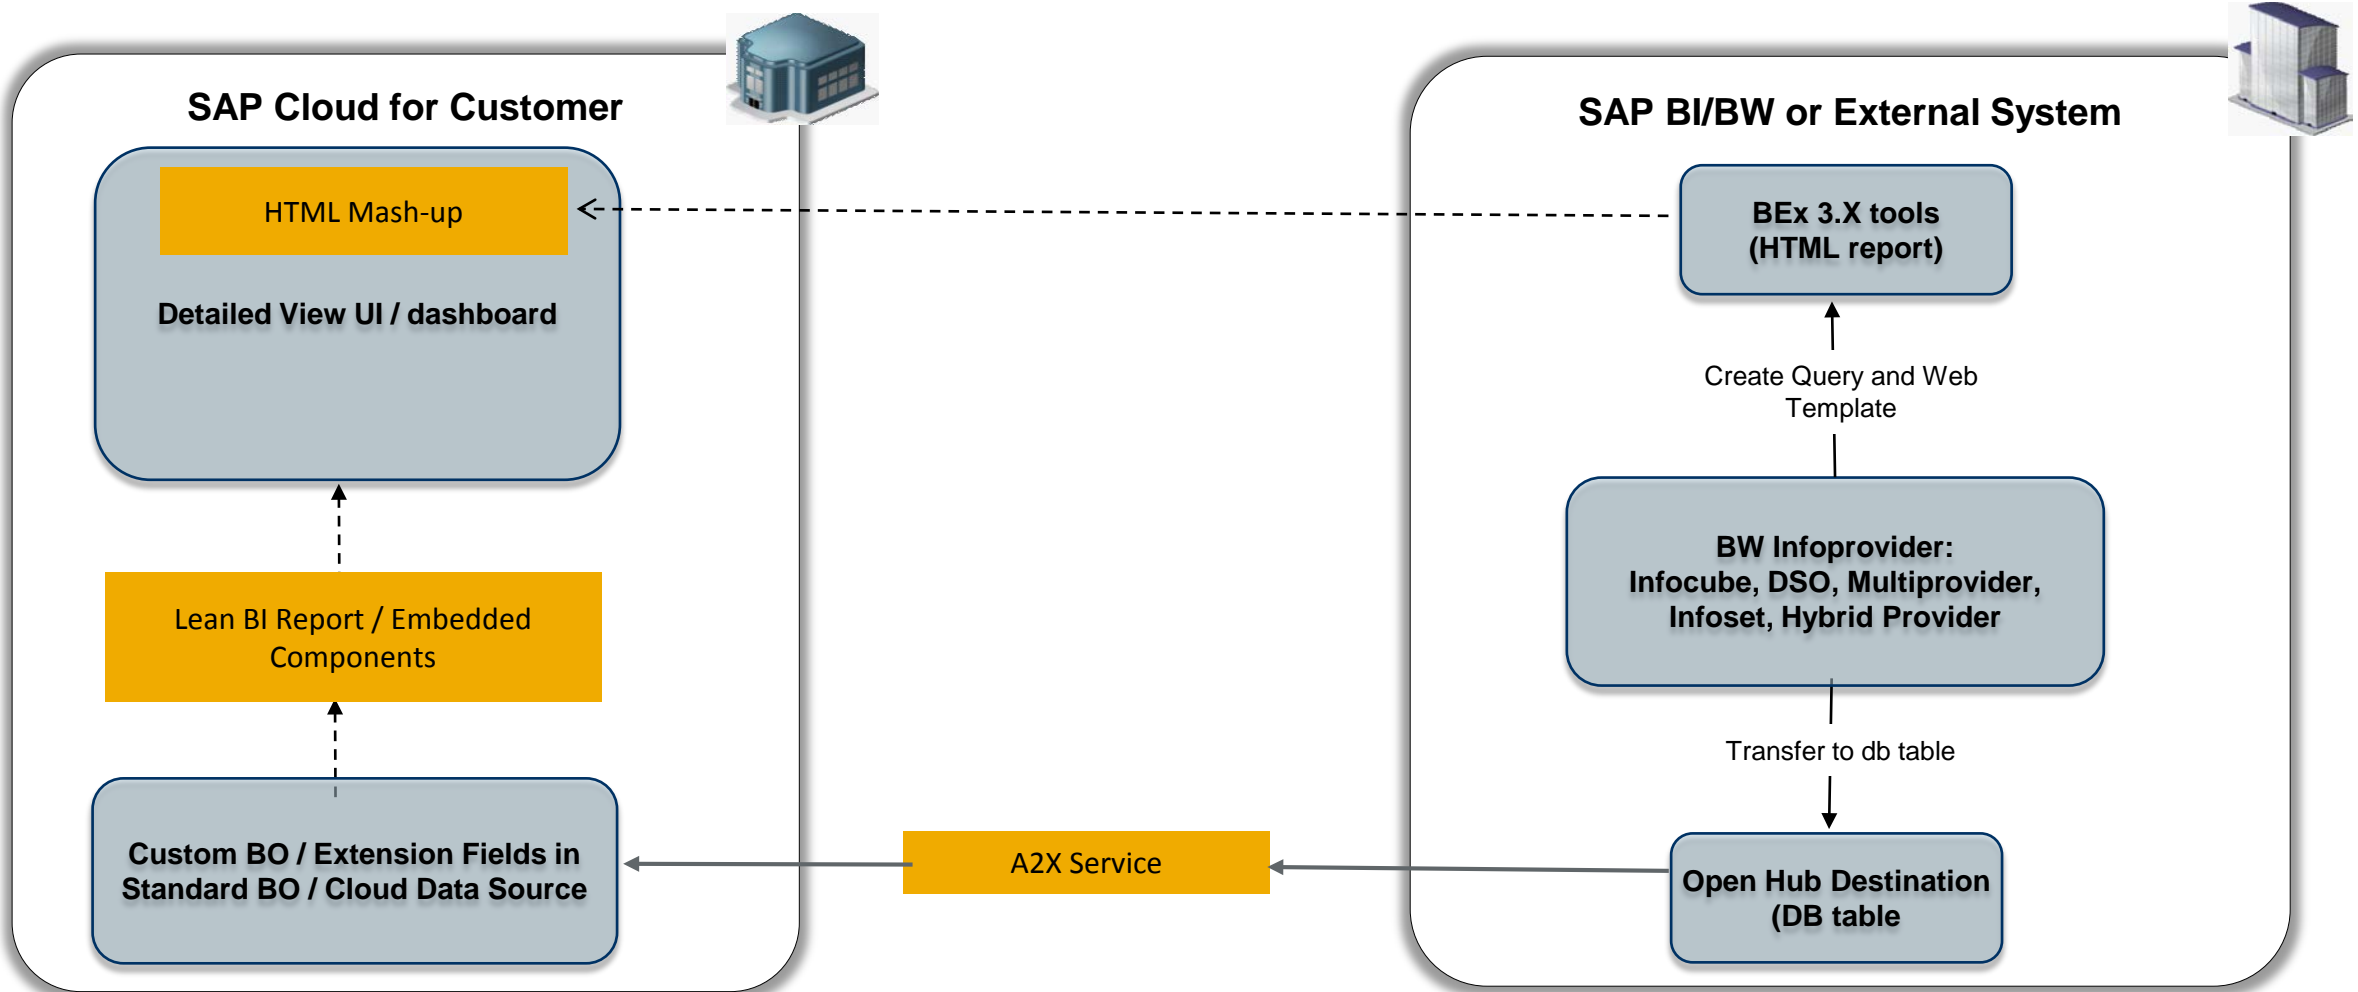 SAP Cloud for Customer
HTML Mash-up
Detailed View UI / dashboard
Lean BI Report / Embedded
Components
Custom BO / Extension Fields in
Standard BO / Cloud Data Source
A2X Service
SAP BI/BW or External System
BEx 3.X tools
(HTML report)
Create Query and Web
Template
BW Infoprovider:
Infocube, DSO, Multiprovider,
Infoset, Hybrid Provider
Transfer to db table
Open Hub Destination
(DB table